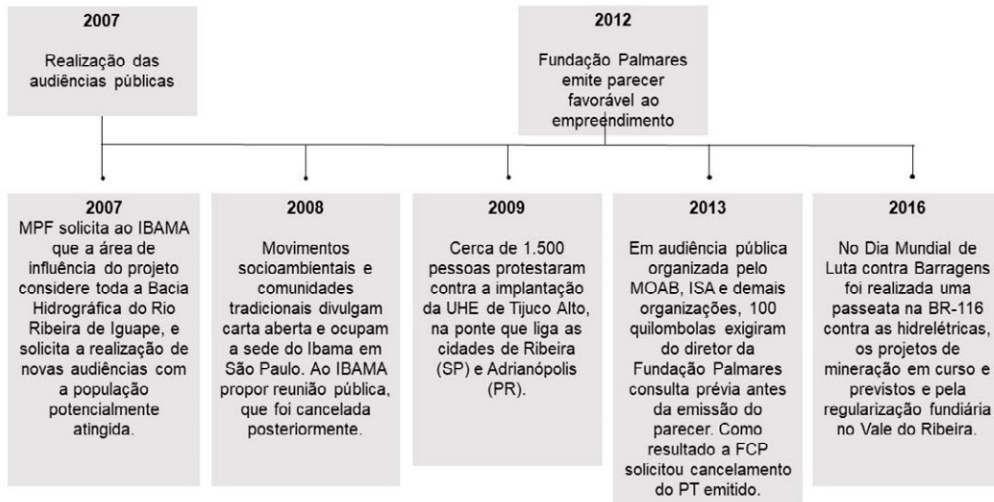 2007
Realização das
audiências públicas
2012
Fundação Palmares
emite parecer
favorável ao
empreendimento
2007
MPF solicita ao IBAMA
que a área de
influência do projeto
considere toda a Bacia
Hidrográfica do Rio
Ribeira de Iguape, e
solicita a realização de
novas audiências com
a população
potencialmente
atingida.
2008
Movimentos
socioambientais e
comunidades
tradicionais divulgam
carta aberta e ocupam
a sede do Ibama em
São Paulo. Ao IBAMA
propor reunião pública,
que foi cancelada
posteriormente.
2009
Cerca de 1.500
pessoas protestaram
contra a implantação
da UHE de Tijuco Alto,
na ponte que liga as
cidades de Ribeira
(SP) e Adrianópolis
(PR).
2013
Em audiência pública
organizada pelo
MOAB, ISA e demais
organizações, 100
quilombolas exigiram
do diretor da
Fundação Palmares
consulta prévia antes
da emissão do
parecer. Como
resultado a FCP
solicitou cancelamento
do PT emitido.
2016
No Dia Mundial de
Luta contra Barragens
foi realizada uma
passeata na BR-116
contra as hidrelétricas,
os projetos de
mineração em curso e
previstos e pela
regularização fundiária
no Vale do Ribeira.